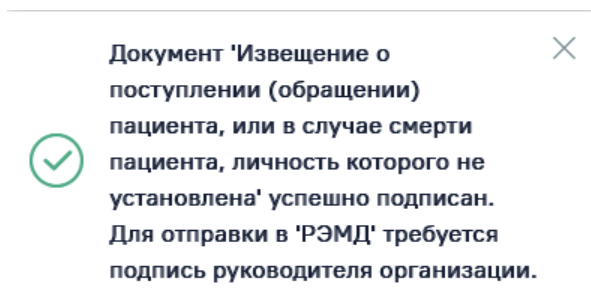 Документ 'Извещение о
поступлении (обращении)
пациента, или в случае смерти
пациента, личность которого не
установлена' успешно подписан.
Для отправки в 'РЭМД' требуется
подпись руководителя организации.